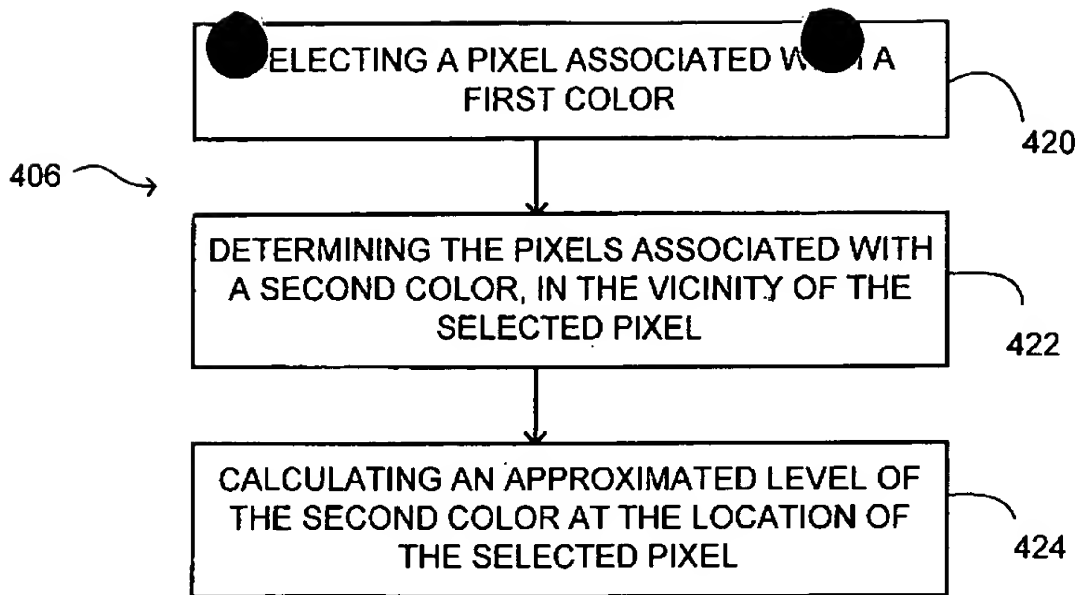 ELECTING A PIXEL ASSOCIATED A
FIRST COLOR
420
406
DETERMINING THE PIXELS ASSOCIATED WITH
A SECOND COLOR, IN THE VICINITY OF THE
SELECTED PIXEL
422
CALCULATING AN APPROXIMATED LEVEL OF
THE SECOND COLOR AT THE LOCATION OF
THE SELECTED PIXEL
424